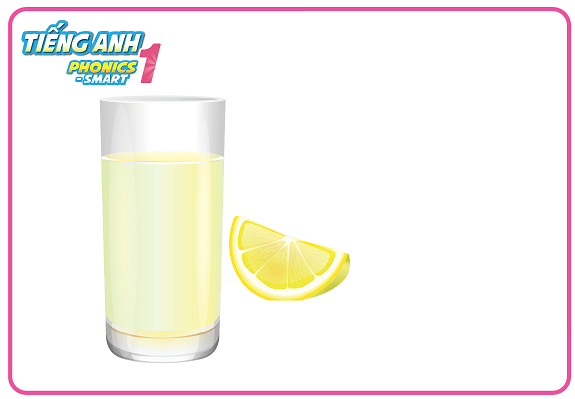 TIẾNG ANH
PHONICS
-SMART 1